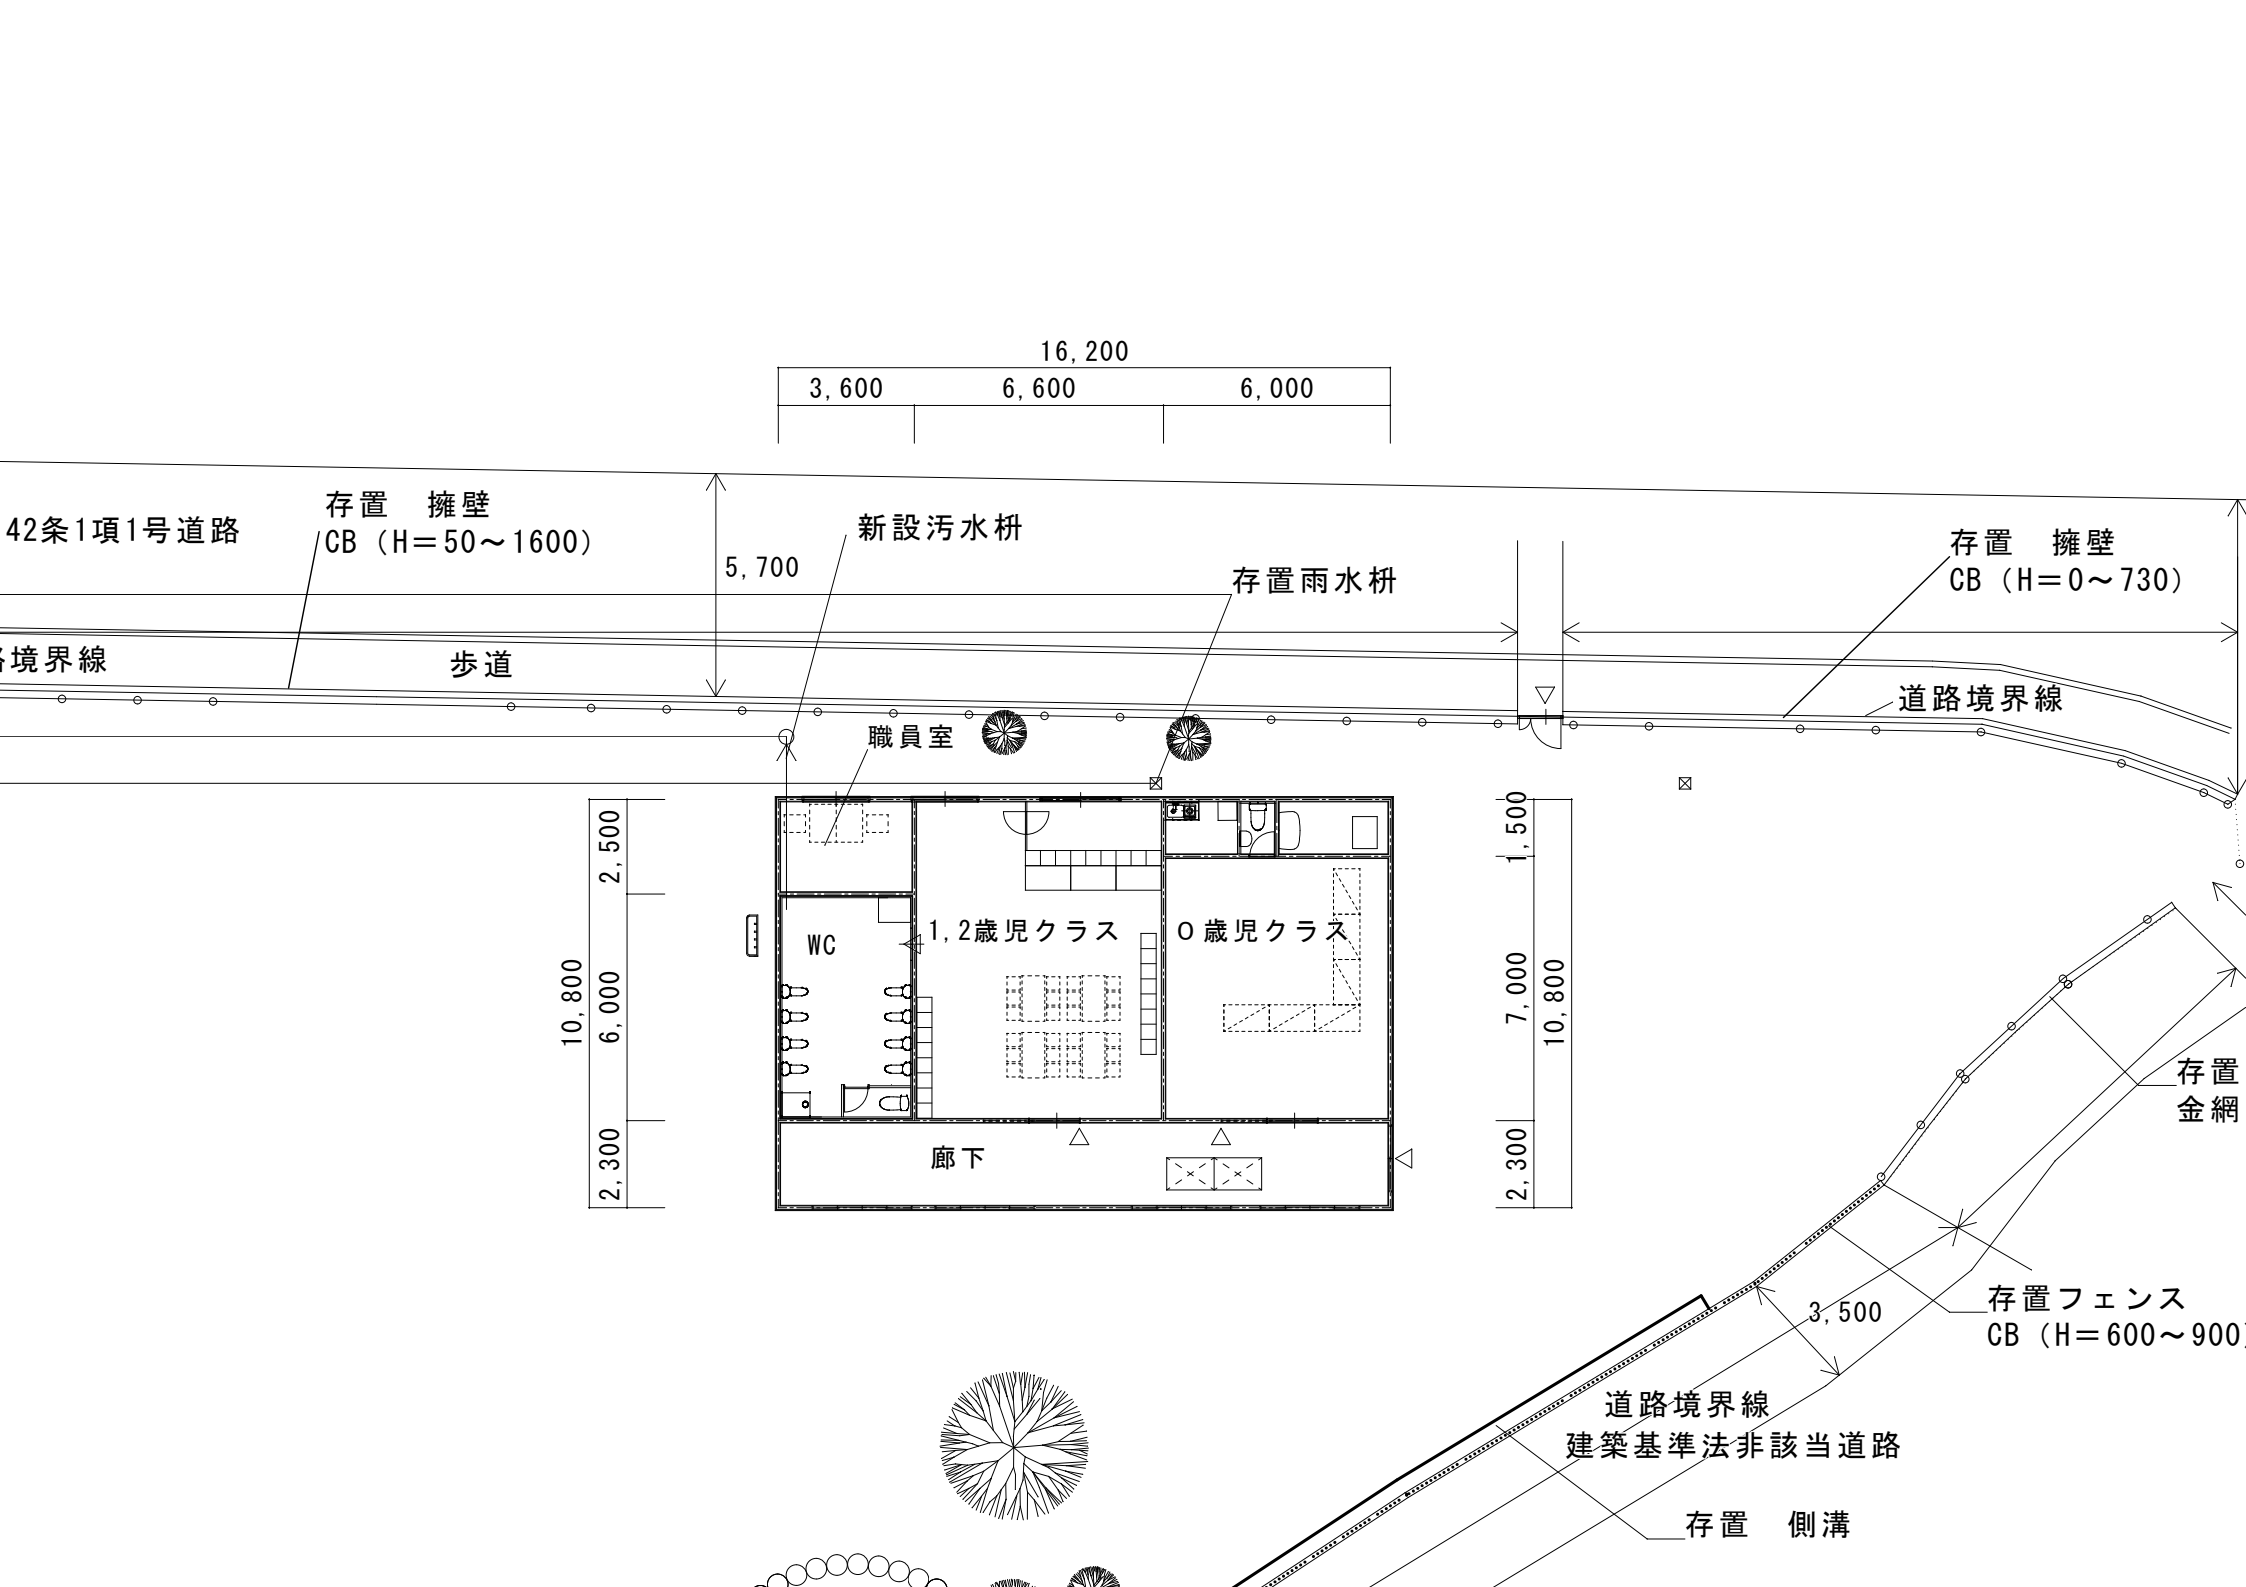 16,200
3,600
6,600
6,000
42条1項1号道路
存置 擁壁
CB（H＝50～1600）
新設汚水枡
5,700
存置雨水枡
存置 擁壁
CB（H＝0～730）
境界線
歩道
道路境界線
職員室
2,500
6,000
2,300
10,800
1,500
7,000
2,300
10,800
WC
1,2歳児クラス
0歳児クラス
廊下
存置
金網
存置フェンス
CB（H＝600～900）
3,500
道路境界線
建築基準法非該当道路
存置 側溝